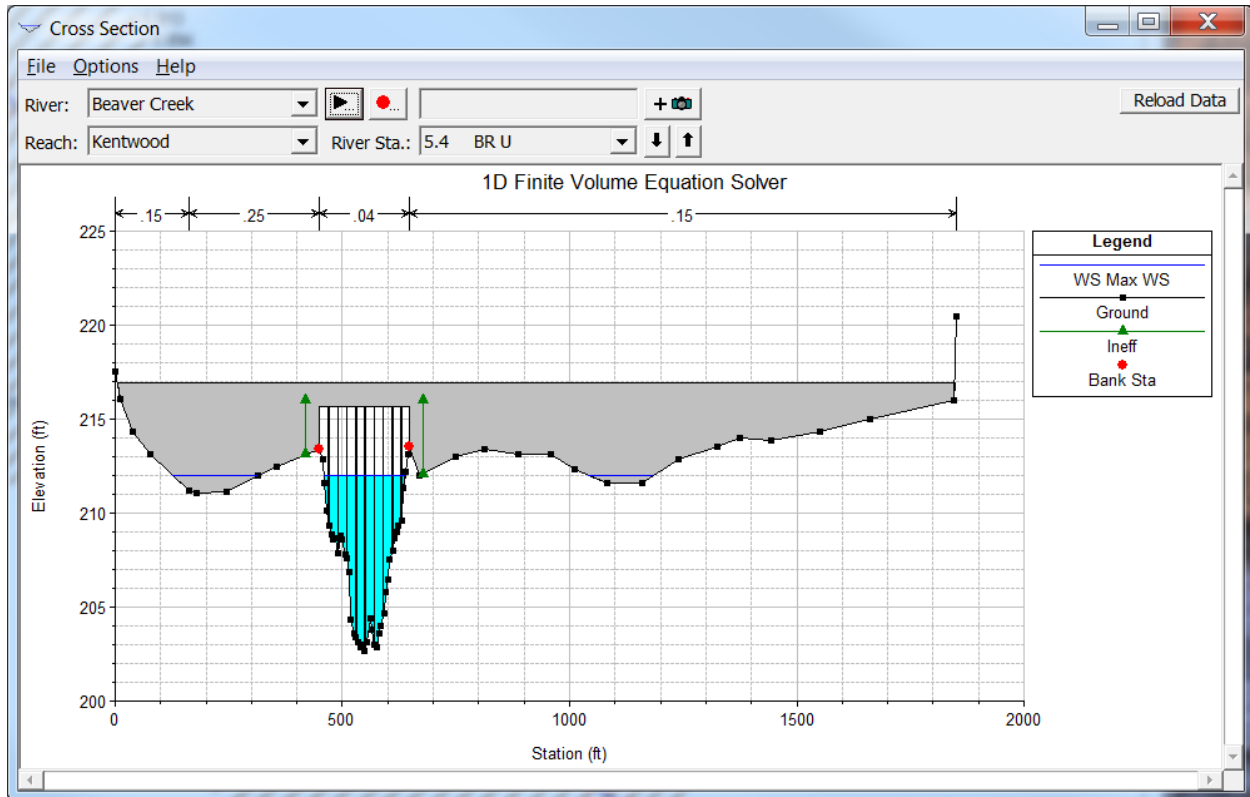 Cross Section
File Options Help
River: Beaver Creek
Reload Data
Reach: Kentwood River Sta.: 5.4 BR U
1D Finite Volume Equation Solver
.15 .25 .04 .15
Legend
WS Max WS
Ground
Ineff
Bank Sta
225
220
215
210
205
200
Elevation (ft)
0 500 1000 1500 2000
Station (ft)